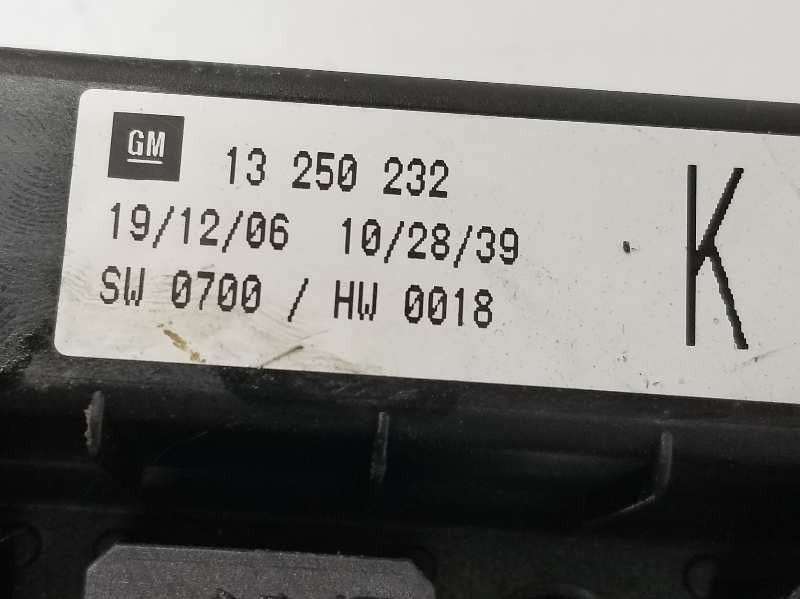 GM 13 250 232 K
19/12/06 10/28/39
SW 0700 / HW 0018